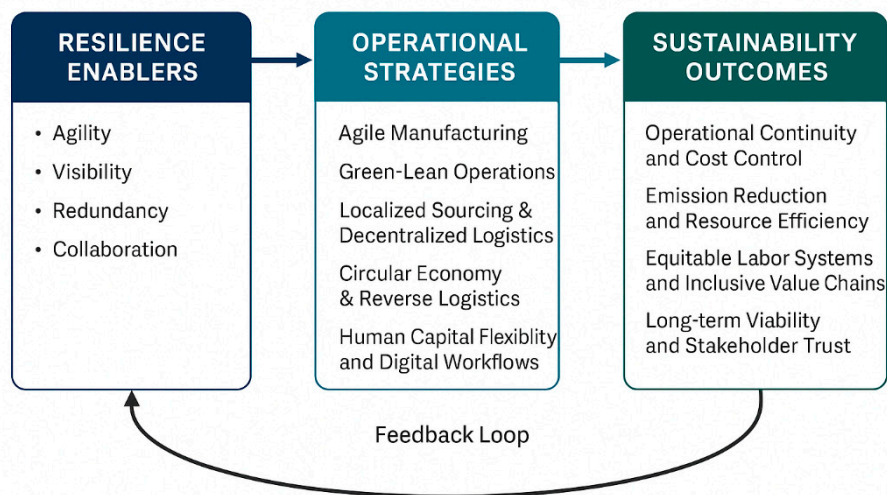 RESILIENCE
ENABLERS
• Agility
• Visibility
• Redundancy
• Collaboration
OPERATIONAL
STRATEGIES
Agile Manufacturing
Green-Lean Operations
Localized Sourcing &
Decentralized Logistics
Circular Economy
& Reverse Logistics
Human Capital Flexiblity
and Digital Workflows
SUSTAINABILITY
OUTCOMES
Operational Continuity
and Cost Control
Emission Reduction
and Resource Efficiency
Equitable Labor Systems
and Inclusive Value Chains
Long-term Viability
and Stakeholder Trust
Feedback Loop